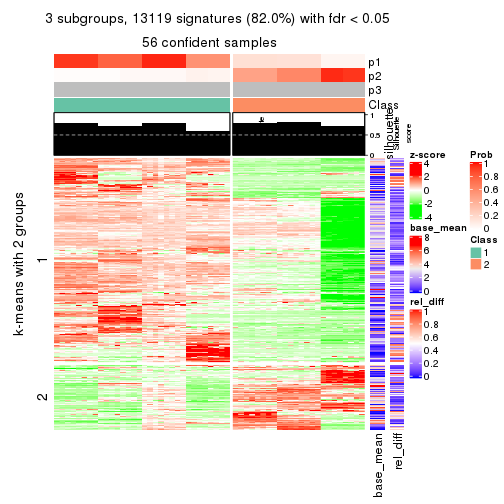 3 subgroups, 13119 signatures (82.0%) with fdr < 0.05
56 confident samples
p1
p2
p3
Class
1
0.5
0
silhouette
Silhouette
score
k-means with 2 groups
1
2
base_mean
rel_diff
z-score
4
2
0
-2
-4
base_mean
8
6
4
2
0
rel_diff
1
0.8
0.6
0.4
0.2
0
Prob
1
0.8
0.6
0.4
0.2
0
Class
1
2